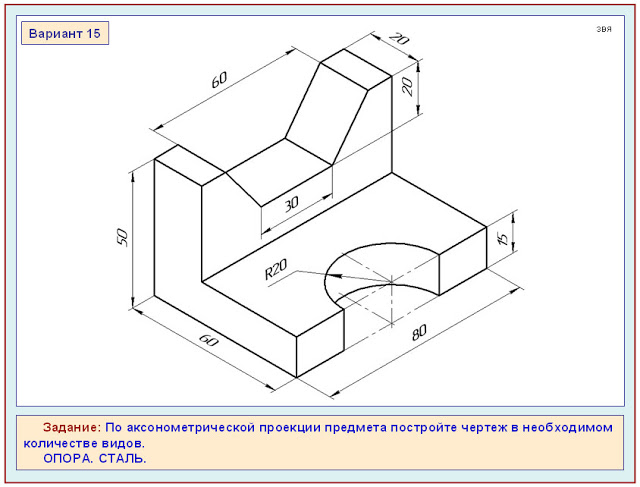 Вариант 15
ЗВЯ
20
60
20
30
50
R20
15
60
80
Задание: По аксонометрической проекции предмета постройте чертеж в необходимом
количестве видов.
ОПОРА. СТАЛЬ.